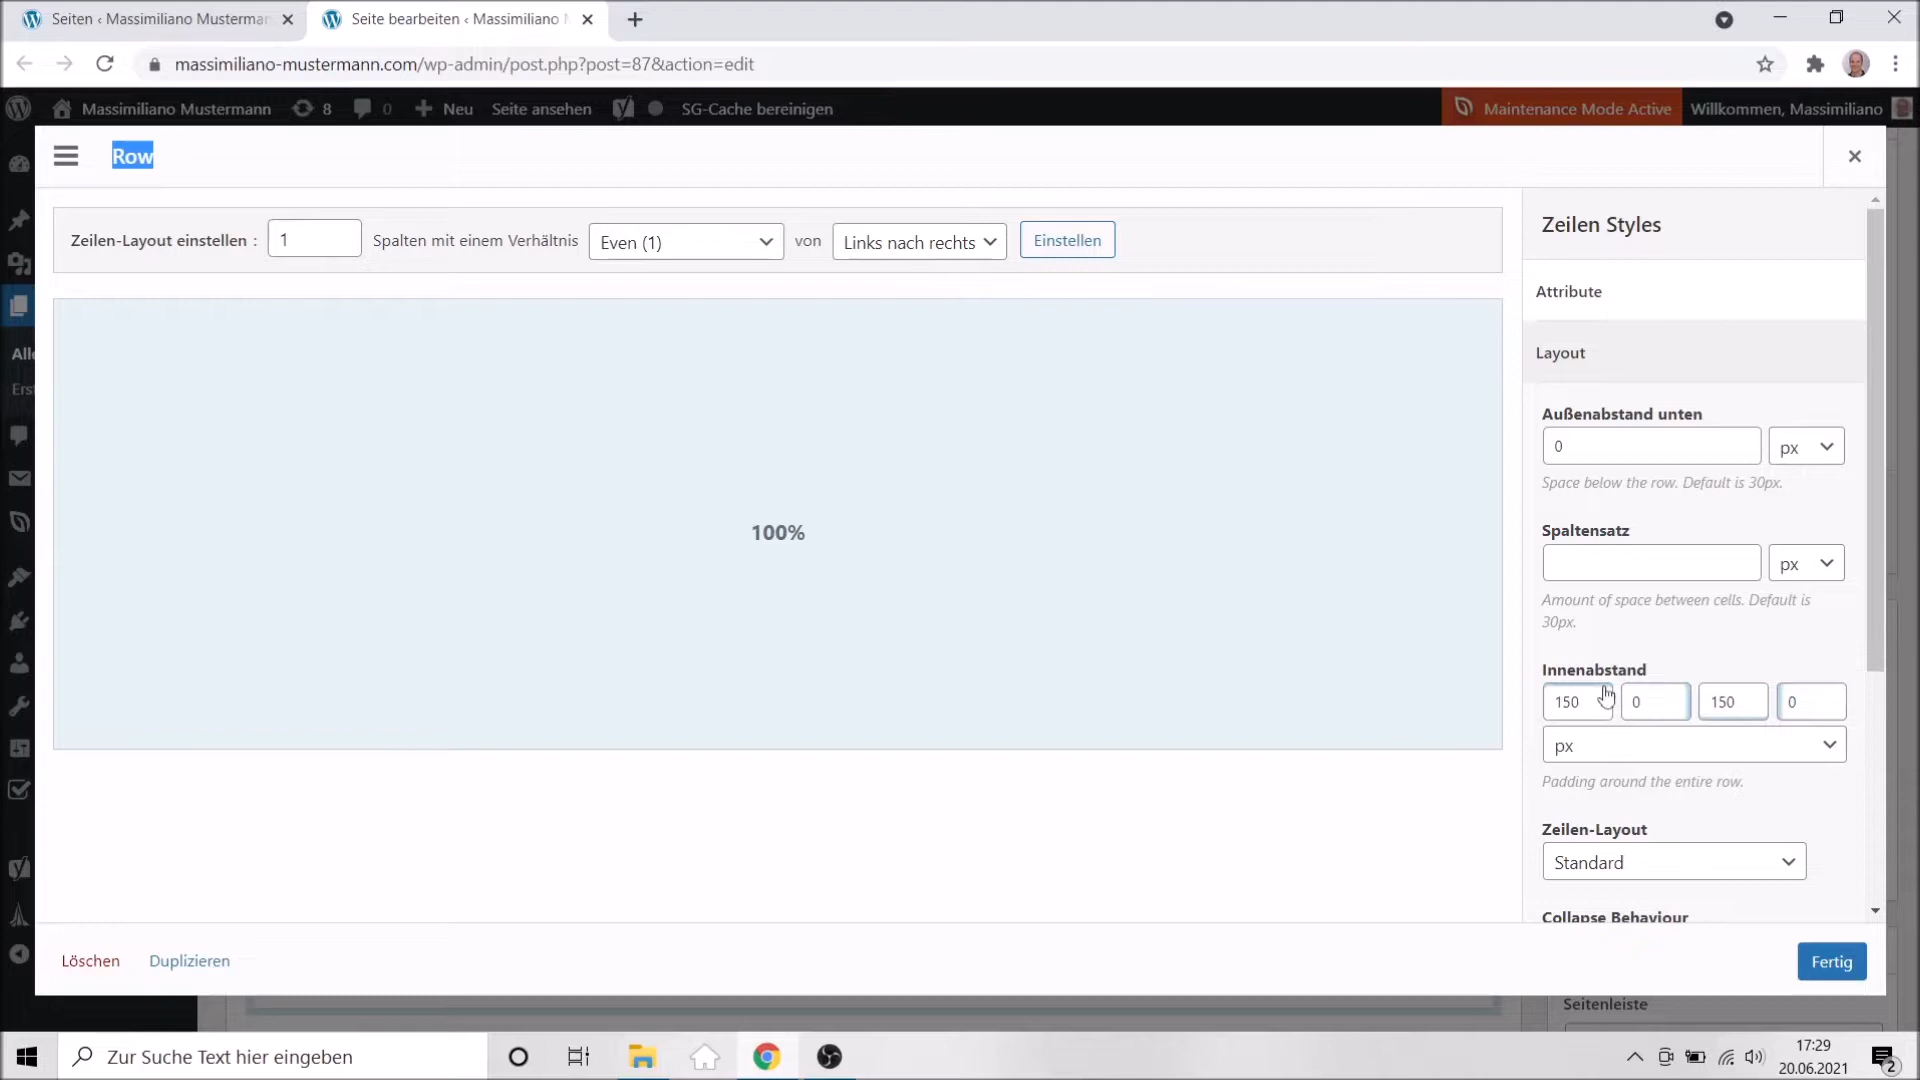 Seiten ‹ Massimiliano Musterman
Seite bearbeiten ‹ Massimiliano
massimiliano-mustermann.com/wp-admin/post.php?post=87&action=edit
Massimiliano Mustermann 8 0 Neu Seite ansehen SG-Cache bereinigen Maintenance Mode Active Willkommen, Massimiliano
Row
Zeilen-Layout einstellen : 1 Spalten mit einem Verhältnis Even (1) von Links nach rechts Einstellen
Zeilen Styles
Attribute
Layout
Alle
Erst
Außenabstand unten
0 px
Space below the row. Default is 30px.
Spaltensatz
px
Amount of space between cells. Default is
30px.
100%
Innenabstand
150 0 150 0
px
Padding around the entire row.
Zeilen-Layout
Standard
Collapse Behaviour
Löschen Duplizieren Fertig
Seitenleiste
Zur Suche Text hier eingeben
17:29
20.06.2021
2